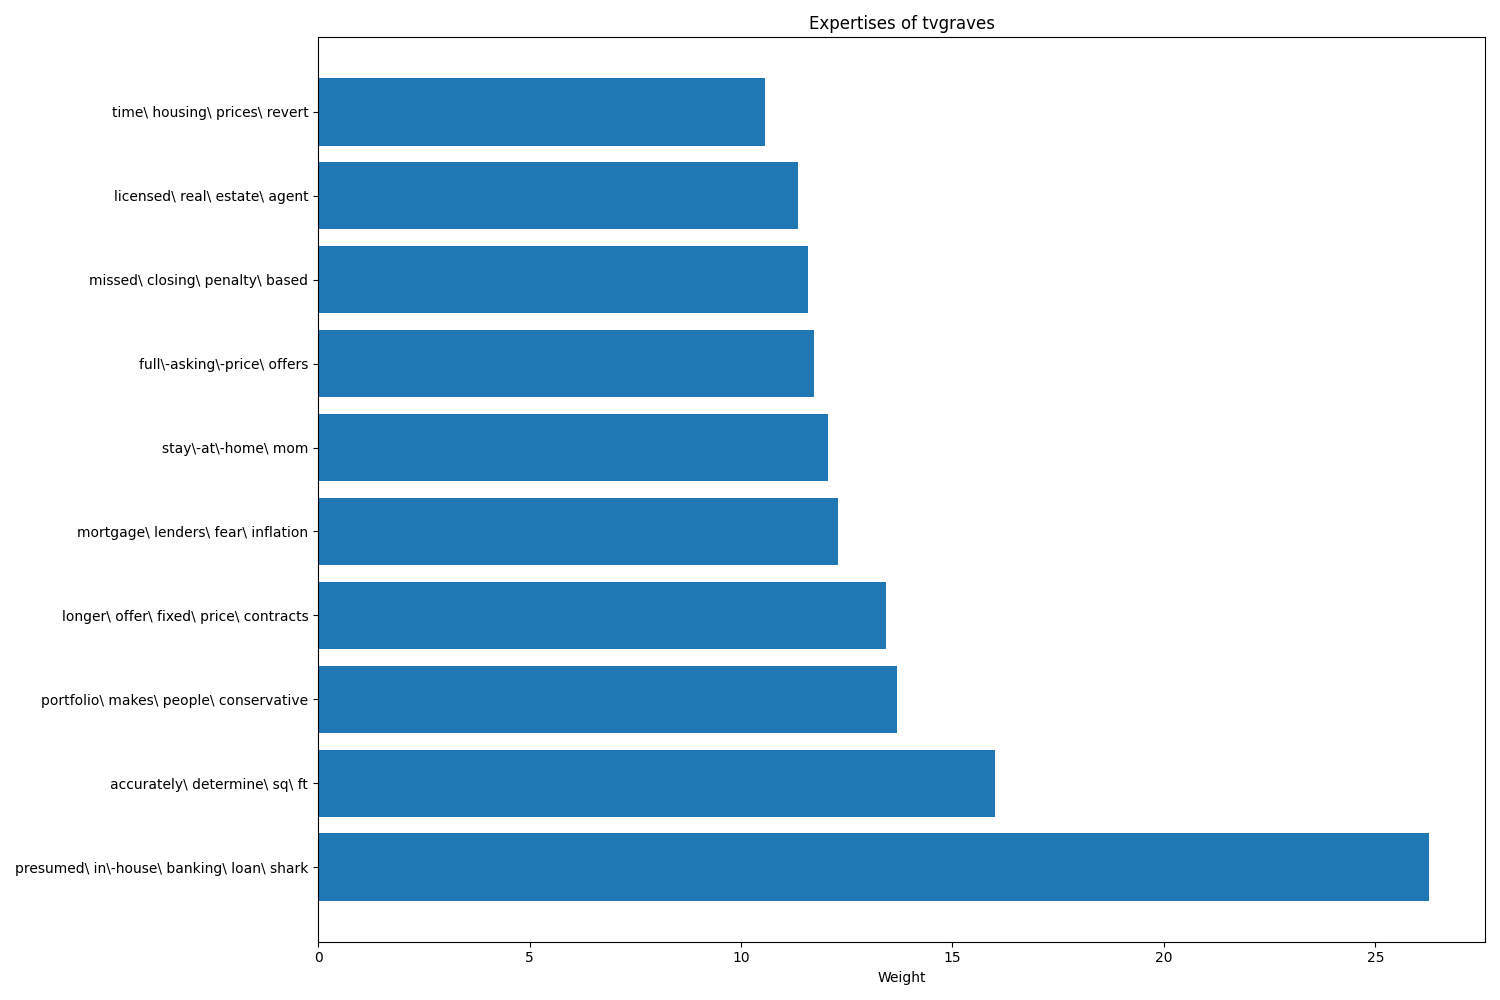 Expertises of tvgraves
time\ housing\ prices\ revert
licensed\ real\ estate\ agent
missed\ closing\ penalty\ based
full\-asking\-price\ offers
stay\-at\-home\ mom
mortgage\ lenders\ fear\ inflation
longer\ offer\ fixed\ price\ contracts
portfolio\ makes\ people\ conservative
accurately\ determine\ sq\ ft
presumed\ in\-house\ banking\ loan\ shark
0 5 10 15 20 25
Weight